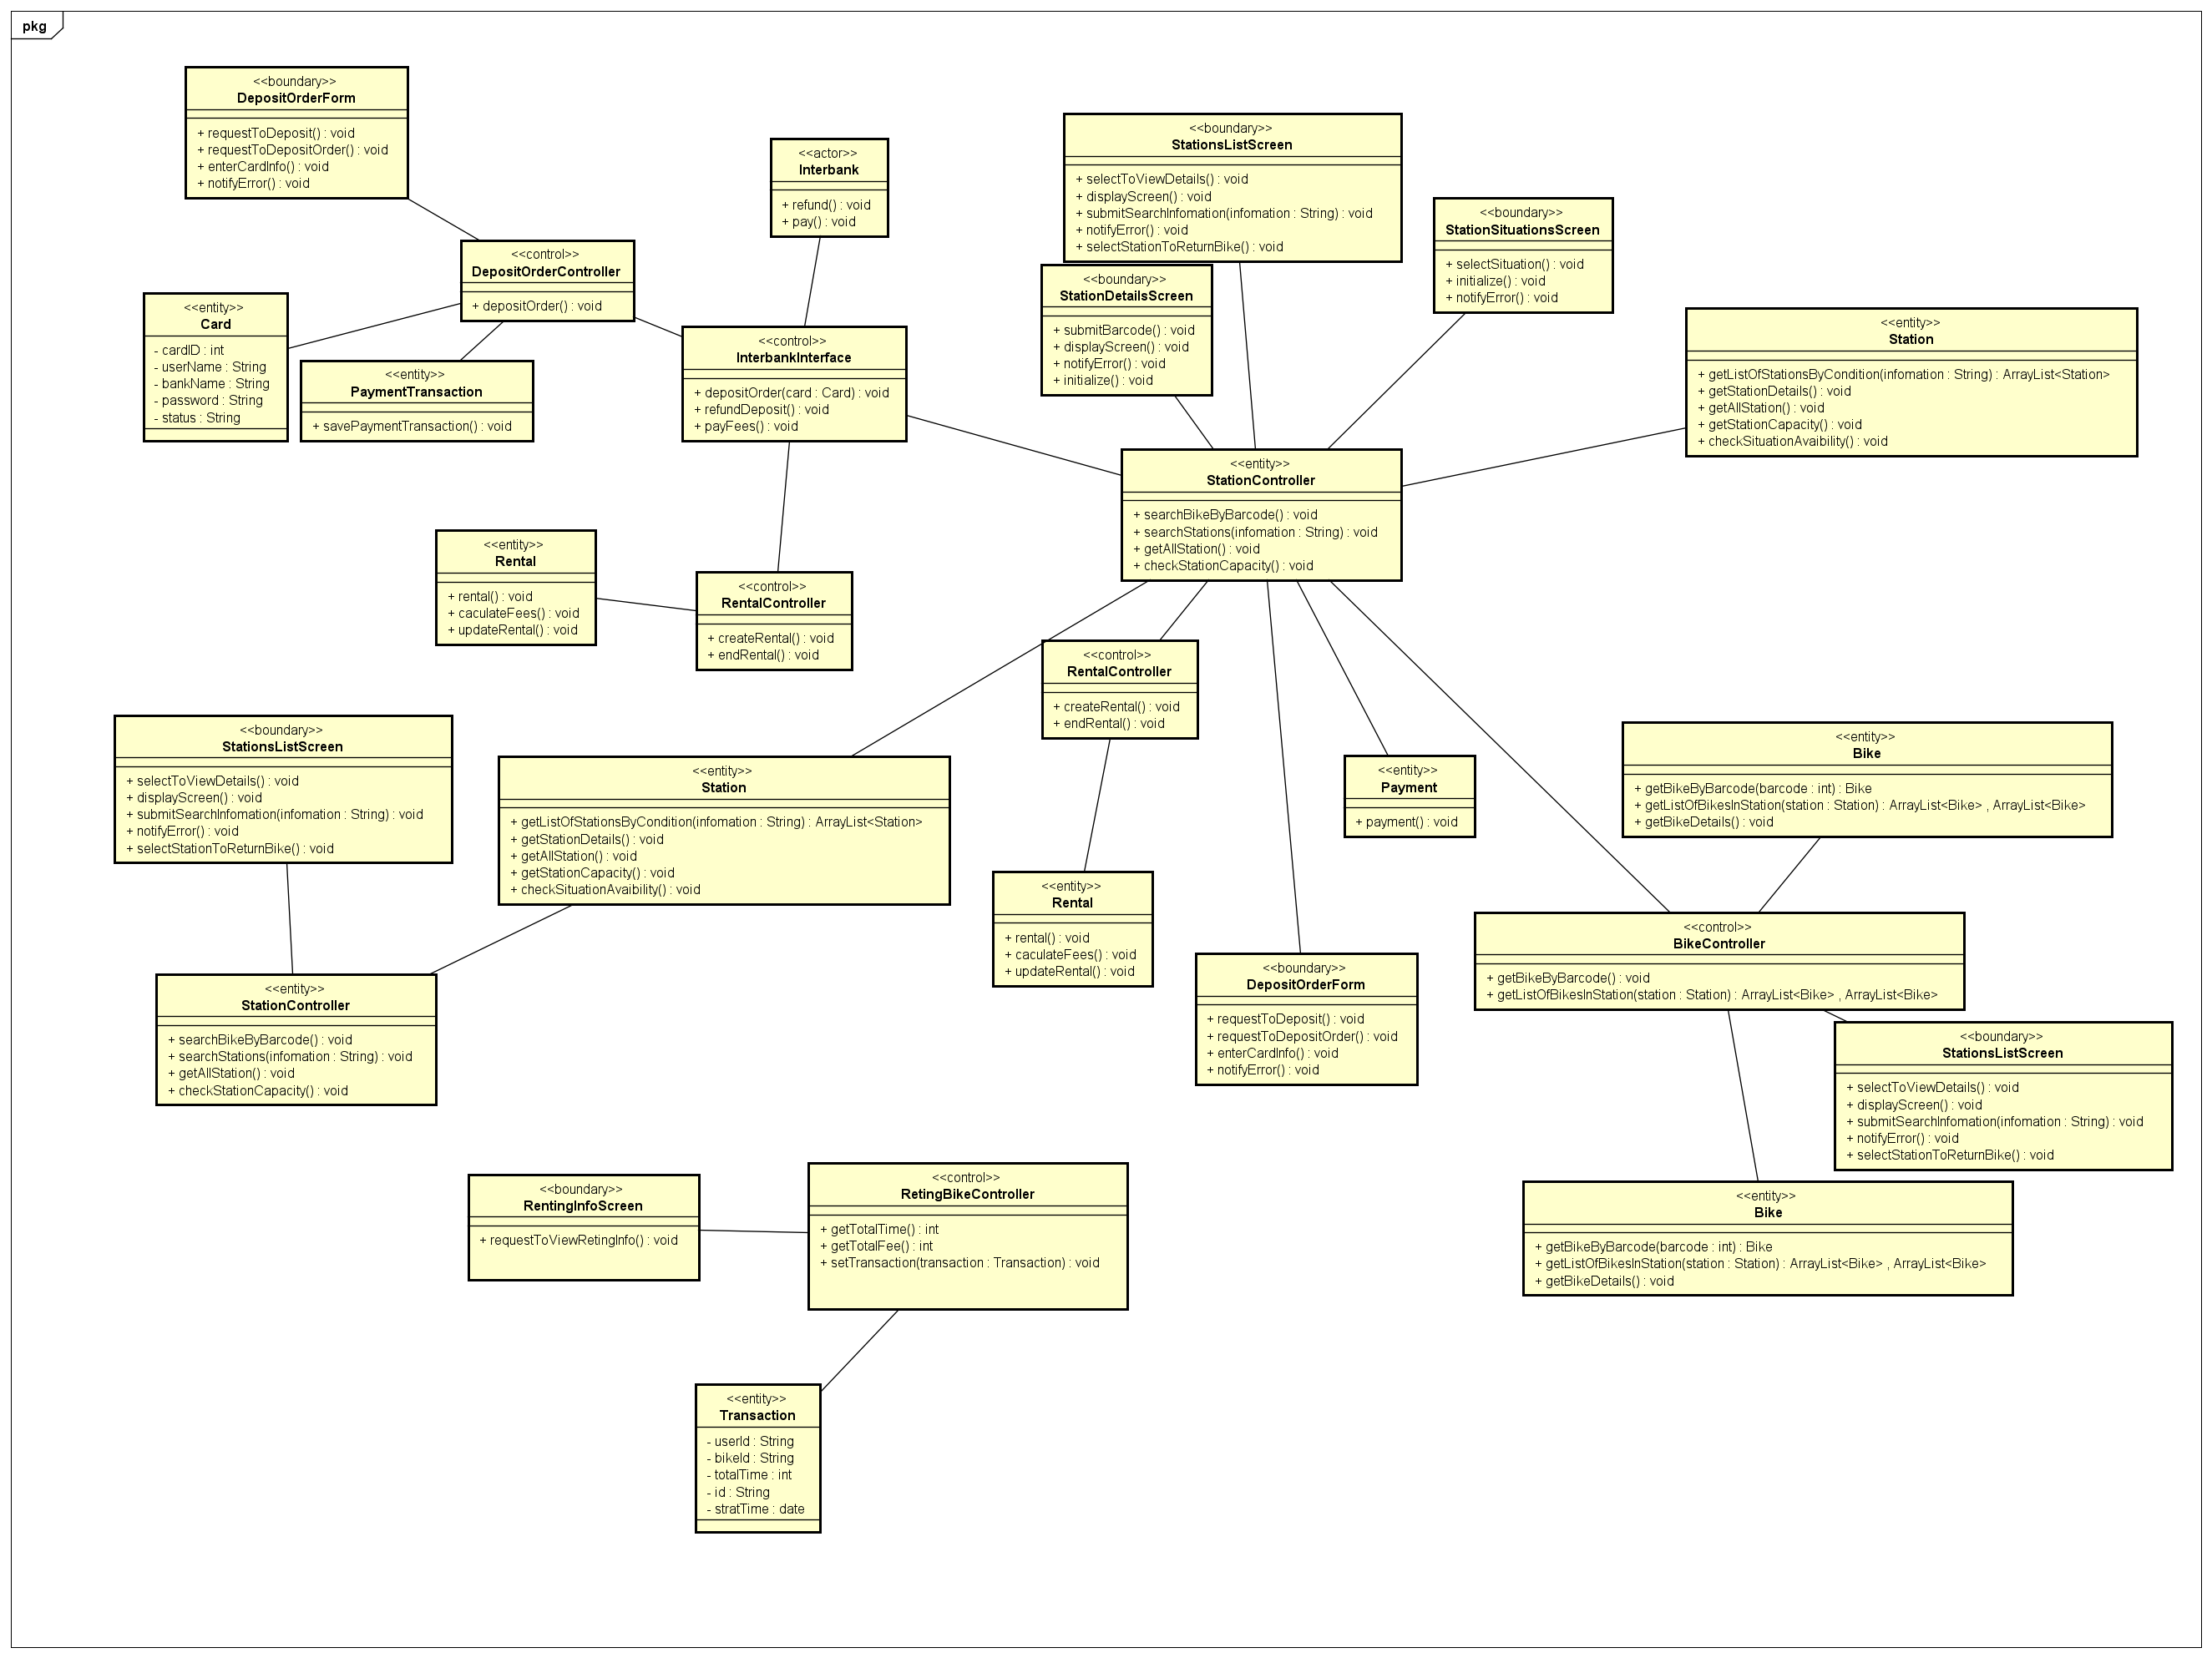 pkg
<<boundary>>
DepositOrderForm
+ requestToDeposit() : void
+ requestToDepositOrder() : void
+ enterCardInfo() : void
+ notifyError() : void
<<actor>>
Interbank
+ refund() : void
+ pay() : void
<<boundary>>
StationsListScreen
+ selectToViewDetails() : void
+ displayScreen() : void
+ submitSearchInfomation(infomation : String) : void
+ notifyError() : void
+ selectStationToReturnBike() : void
<<boundary>>
StationSituationsScreen
+ selectSituation() : void
+ initialize() : void
+ notifyError() : void
<<control>>
DepositOrderController
+ depositOrder() : void
<<boundary>>
StationDetailsScreen
+ submitBarcode() : void
+ displayScreen() : void
+ notifyError() : void
+ initialize() : void
<<entity>>
Card
- cardID : int
- userName : String
- bankName : String
- password : String
- status : String
<<entity>>
PaymentTransaction
+ savePaymentTransaction() : void
<<control>>
InterbankInterface
+ depositOrder(card : Card) : void
+ refundDeposit() : void
+ payFees() : void
<<entity>>
Station
+ getListOfStationsByCondition(infomation : String) : ArrayList<Station>
+ getStationDetails() : void
+ getAllStation() : void
+ getStationCapacity() : void
+ checkSituationAvaibility() : void
<<entity>>
StationController
+ searchBikeByBarcode() : void
+ searchStations(infomation : String) : void
+ getAllStation() : void
+ checkStationCapacity() : void
<<entity>>
Rental
+ rental() : void
+ caculateFees() : void
+ updateRental() : void
<<control>>
RentalController
+ createRental() : void
+ endRental() : void
<<control>>
RentalController
+ createRental() : void
+ endRental() : void
<<boundary>>
StationsListScreen
+ selectToViewDetails() : void
+ displayScreen() : void
+ submitSearchInfomation(infomation : String) : void
+ notifyError() : void
+ selectStationToReturnBike() : void
<<entity>>
Station
+ getListOfStationsByCondition(infomation : String) : ArrayList<Station>
+ getStationDetails() : void
+ getAllStation() : void
+ getStationCapacity() : void
+ checkSituationAvaibility() : void
<<entity>>
Payment
+ payment() : void
<<entity>>
Bike
+ getBikeByBarcode(barcode : int) : Bike
+ getListOfBikesInStation(station : Station) : ArrayList<Bike> , ArrayList<Bike>
+ getBikeDetails() : void
<<entity>>
Rental
+ rental() : void
+ caculateFees() : void
+ updateRental() : void
<<boundary>>
DepositOrderForm
+ requestToDeposit() : void
+ requestToDepositOrder() : void
+ enterCardInfo() : void
+ notifyError() : void
<<control>>
BikeController
+ getBikeByBarcode() : void
+ getListOfBikesInStation(station : Station) : ArrayList<Bike> , ArrayList<Bike>
<<entity>>
StationController
+ searchBikeByBarcode() : void
+ searchStations(infomation : String) : void
+ getAllStation() : void
+ checkStationCapacity() : void
<<boundary>>
StationsListScreen
+ selectToViewDetails() : void
+ displayScreen() : void
+ submitSearchInfomation(infomation : String) : void
+ notifyError() : void
+ selectStationToReturnBike() : void
<<boundary>>
RentingInfoScreen
+ requestToViewRetingInfo() : void
<<control>>
RetingBikeController
+ getTotalTime() : int
+ getTotalFee() : int
+ setTransaction(transaction : Transaction) : void
<<entity>>
Bike
+ getBikeByBarcode(barcode : int) : Bike
+ getListOfBikesInStation(station : Station) : ArrayList<Bike> , ArrayList<Bike>
+ getBikeDetails() : void
<<entity>>
Transaction
- userId : String
- bikeId : String
- totalTime : int
- id : String
- stratTime : date